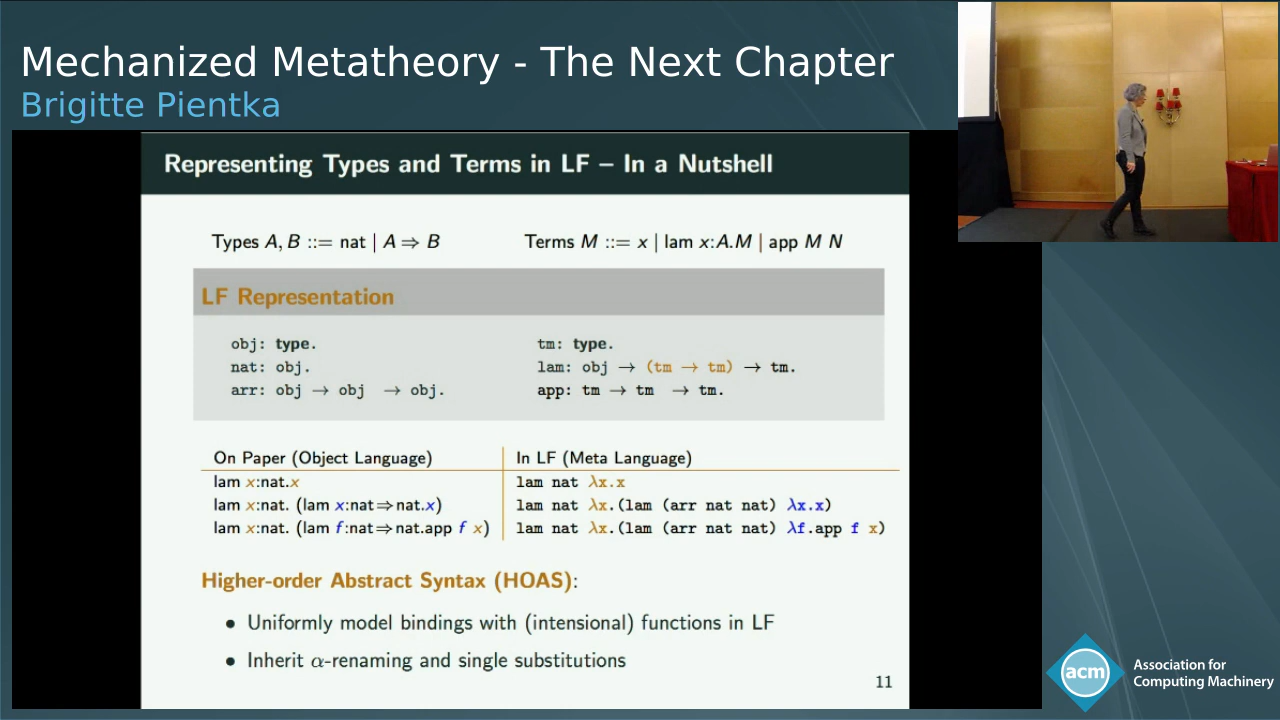 Mechanized Metatheory - The Next Chapter
Brigitte Pientka
Representing Types and Terms in LF – In a Nutshell
Types A, B ::= nat | A ⇒ B Terms M ::= x | lam x:A.M | app M N
LF Representation
obj: type. tm: type.
nat: obj. lam: obj → (tm → tm) → tm.
arr: obj → obj → obj. app: tm → tm → tm.
On Paper (Object Language) In LF (Meta Language)
lam x:nat.x lam nat λx.x
lam x:nat. (lam x:nat⇒nat.x) lam nat λx.(lam (arr nat nat) λx.x)
lam x:nat. (lam f:nat⇒nat.app f x) lam nat λx.(lam (arr nat nat) λf.app f x)
Higher-order Abstract Syntax (HOAS):
• Uniformly model bindings with (intensional) functions in LF
• Inherit α-renaming and single substitutions
11
acm Association for
Computing Machinery